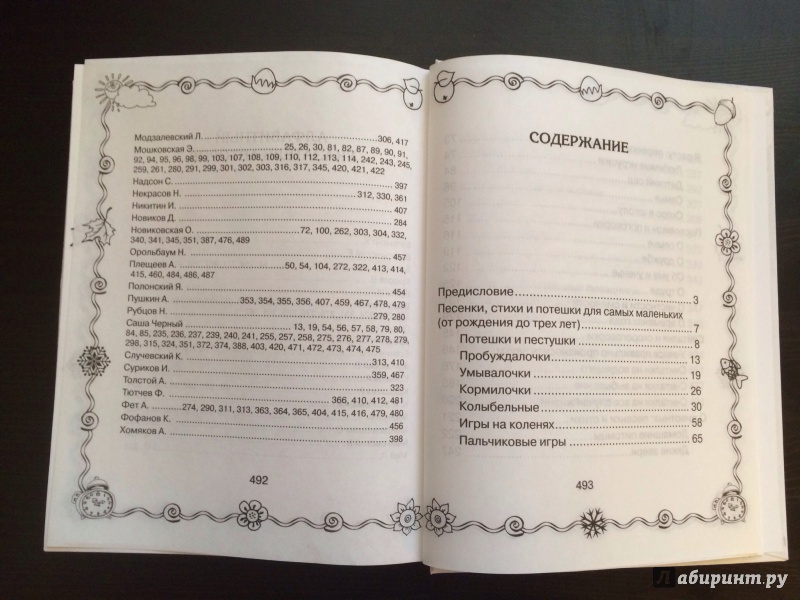 Модзалевский Л. 306, 417
Мошковская Э. 25, 26, 30, 81, 82, 87, 89, 90, 91,
92, 94, 95, 96, 98, 99, 103, 107, 108, 109, 110, 112, 113, 114, 242, 243, 245,
259, 261, 280, 291, 299, 301, 302, 303, 316, 317, 345, 420, 421, 422
Надсон С. 397
Некрасов Н. 312, 330, 361
Никитин И. 407
Новиков Д. 284
Новиковская О. 72, 100, 262, 303, 304, 332,
340, 341, 345, 351, 387, 476, 489
Орольбаум Н. 457
Плещеев А. 50, 54, 104, 272, 322, 413, 414,
415, 460, 484, 486, 487
Полонский Я. 454
Пушкин А. 353, 354, 355, 356, 407, 459, 467, 478, 479
Рубцов Н. 279, 280
Саша Черный 13, 19, 54, 56, 57, 58, 79, 80,
84, 85, 235, 236, 237, 239, 240, 241, 255, 257, 258, 275, 276, 277, 278, 279,
298, 315, 324, 351, 372, 374, 388, 403, 420, 471, 472, 473, 474, 475
Случевский К. 313, 410
Суриков И. 359, 467
Толстой А. 323
Тютчев Ф. 366, 410, 412, 481
Фет А. 274, 290, 311, 313, 363, 364, 365, 404, 415, 416, 479, 480
Фофанов К. 456
Хомяков А. 398
492
СОДЕРЖАНИЕ
Предисловие 3
Песенки, стихи и потешки для самых маленьких
(от рождения до трех лет) 7
Потешки и пестушки 8
Пробуждалочки 13
Умывалочки 19
Кормилочки 26
Колыбельные 30
Игры на коленях 58
Пальчиковые игры 65
493
Лабиринт.ру